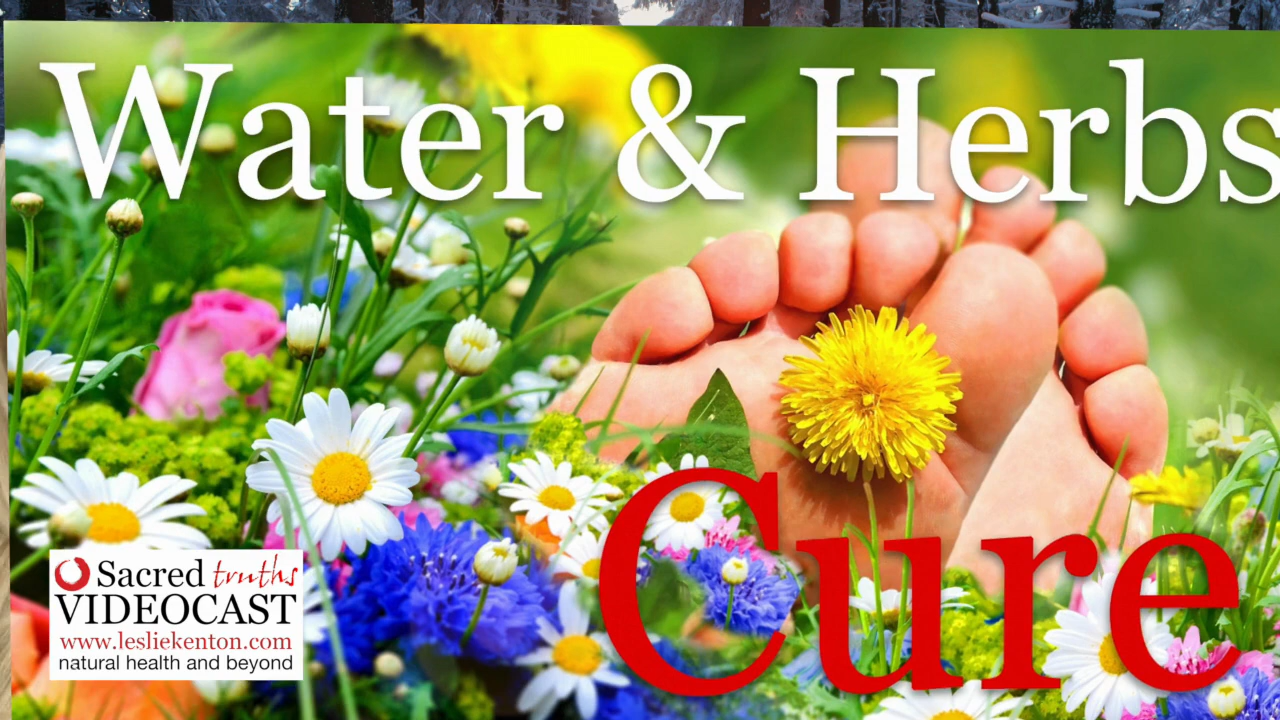 Water & Herbs
Cure
Sacred truths
VIDEOCAST
www.lesliekenton.com
natural health and beyond